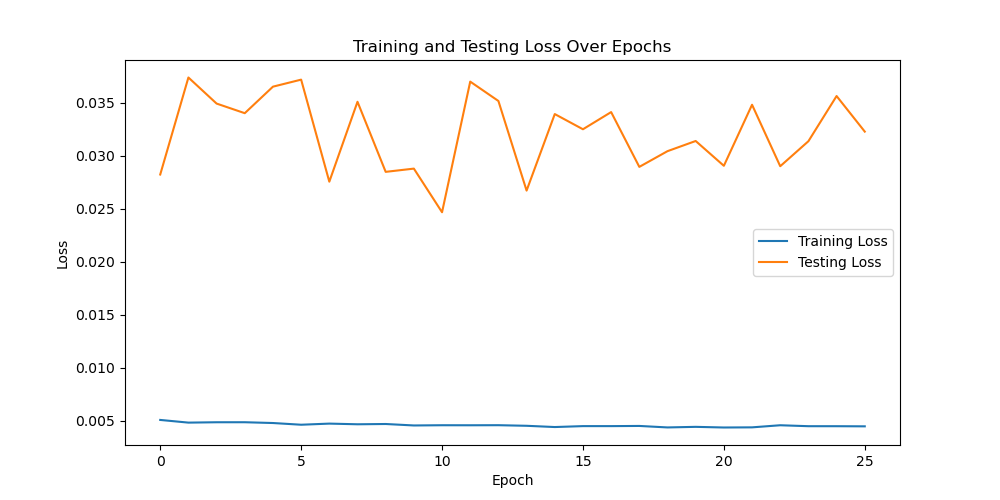 Training and Testing Loss Over Epochs
0.035
0.030
0.025
0.020
0.015
0.010
0.005
Loss
Training Loss
Testing Loss
0 5 10 15 20 25
Epoch